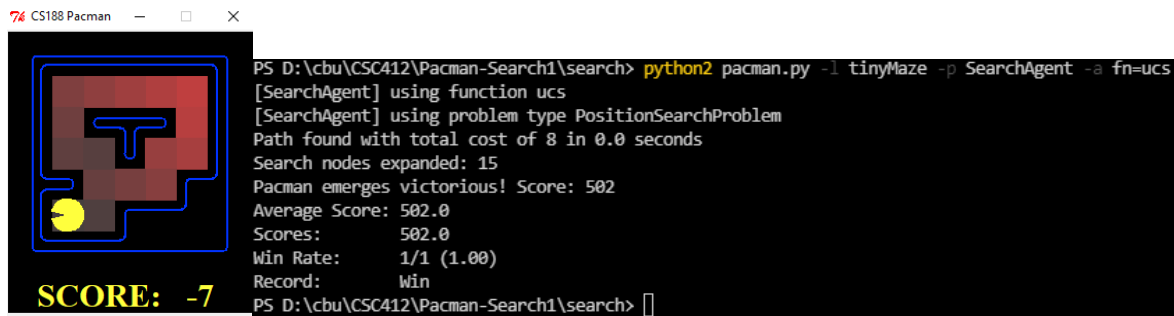 CS188 Pacman
SCORE: -7
PS D:\cbu\CSC412\Pacman-Search1\search> python2 pacman.py -l tinyMaze -p SearchAgent -a fn=ucs
[SearchAgent] using function ucs
[SearchAgent] using problem type PositionSearchProblem
Path found with total cost of 8 in 0.0 seconds
Search nodes expanded: 15
Pacman emerges victorious! Score: 502
Average Score: 502.0
Scores:        502.0
Win Rate:      1/1 (1.00)
Record:        Win
PS D:\cbu\CSC412\Pacman-Search1\search>